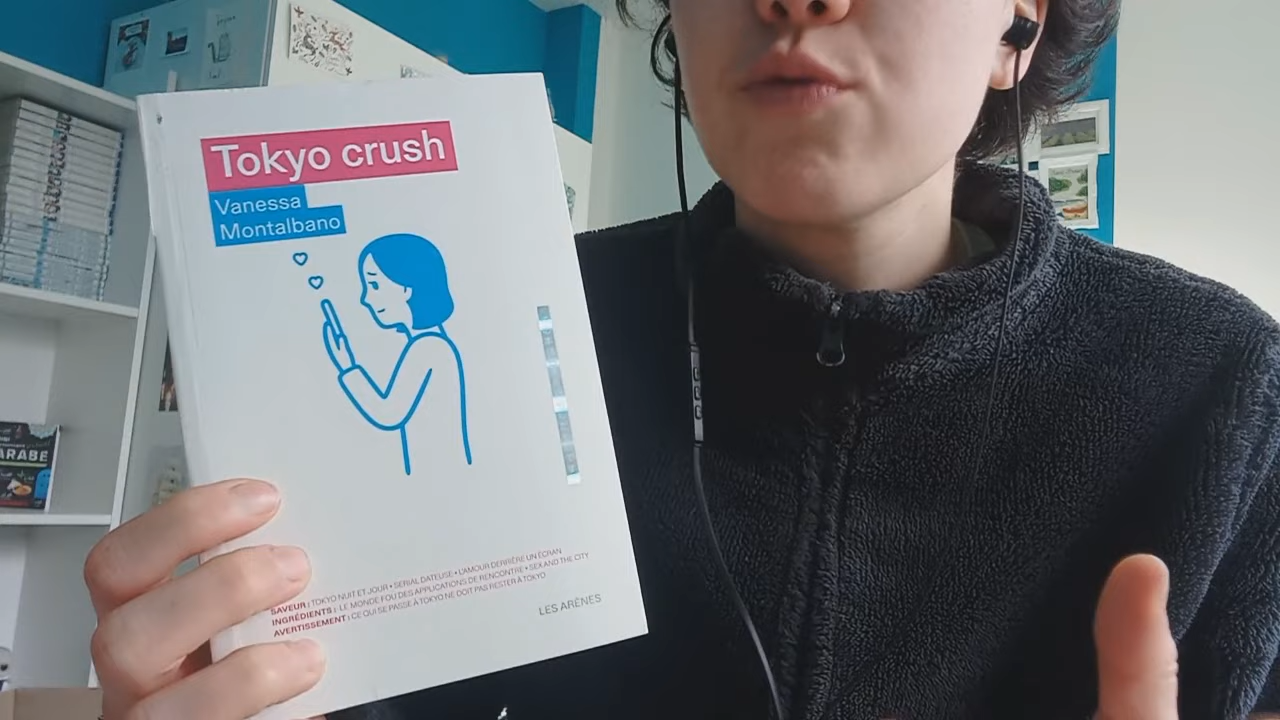 Tokyo crush
Vanessa
Montalbano
SAVEUR : TOKYO NUIT ET JOUR • SERIAL DATEUSE • L'AMOUR DERRIÈRE UN ÉCRAN
INGRÉDIENTS : LE MONDE FOU DES APPLICATIONS DE RENCONTRE • SEX AND THE CITY
AVERTISSEMENT : CE QUI SE PASSE À TOKYO NE DOIT PAS RESTER À TOKYO
LES ARÈNES
ARABE